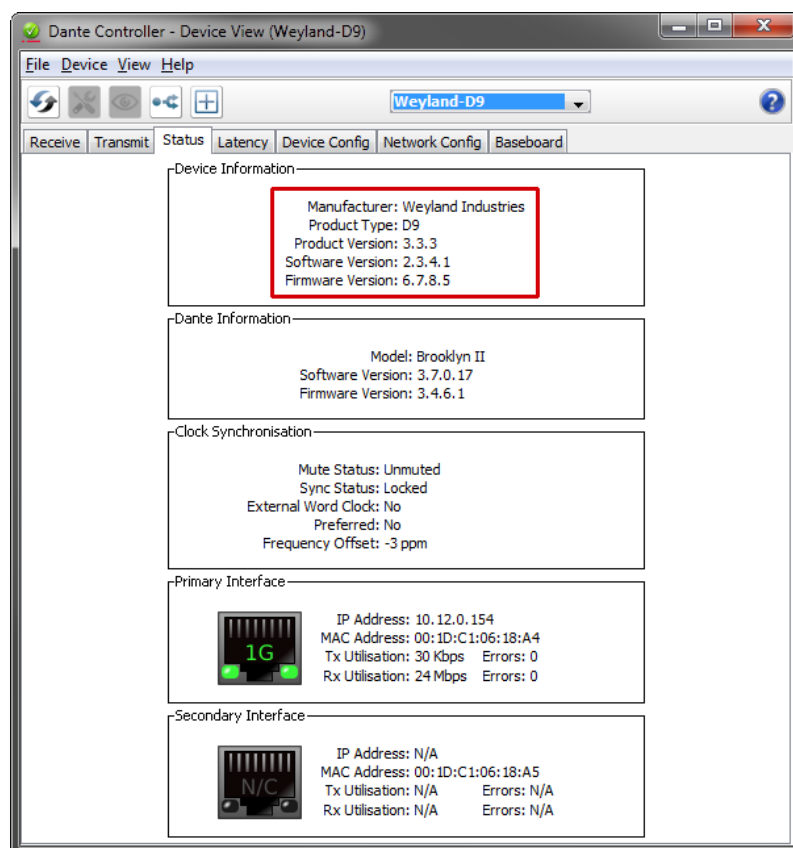 Dante Controller - Device View (Weyland-D9)
File Device View Help
Weyland-D9
Receive Transmit Status Latency Device Config Network Config Baseboard
Device Information
Manufacturer: Weyland Industries
Product Type: D9
Product Version: 3.3.3
Software Version: 2.3.4.1
Firmware Version: 6.7.8.5
Dante Information
Model: Brooklyn II
Software Version: 3.7.0.17
Firmware Version: 3.4.6.1
Clock Synchronisation
Mute Status: Unmuted
Sync Status: Locked
External Word Clock: No
Preferred: No
Frequency Offset: -3 ppm
Primary Interface
1G
IP Address: 10.12.0.154
MAC Address: 00:1D:C1:06:18:A4
Tx Utilisation: 30 Kbps Errors: 0
Rx Utilisation: 24 Mbps Errors: 0
Secondary Interface
N/C
IP Address: N/A
MAC Address: 00:1D:C1:06:18:A5
Tx Utilisation: N/A Errors: N/A
Rx Utilisation: N/A Errors: N/A